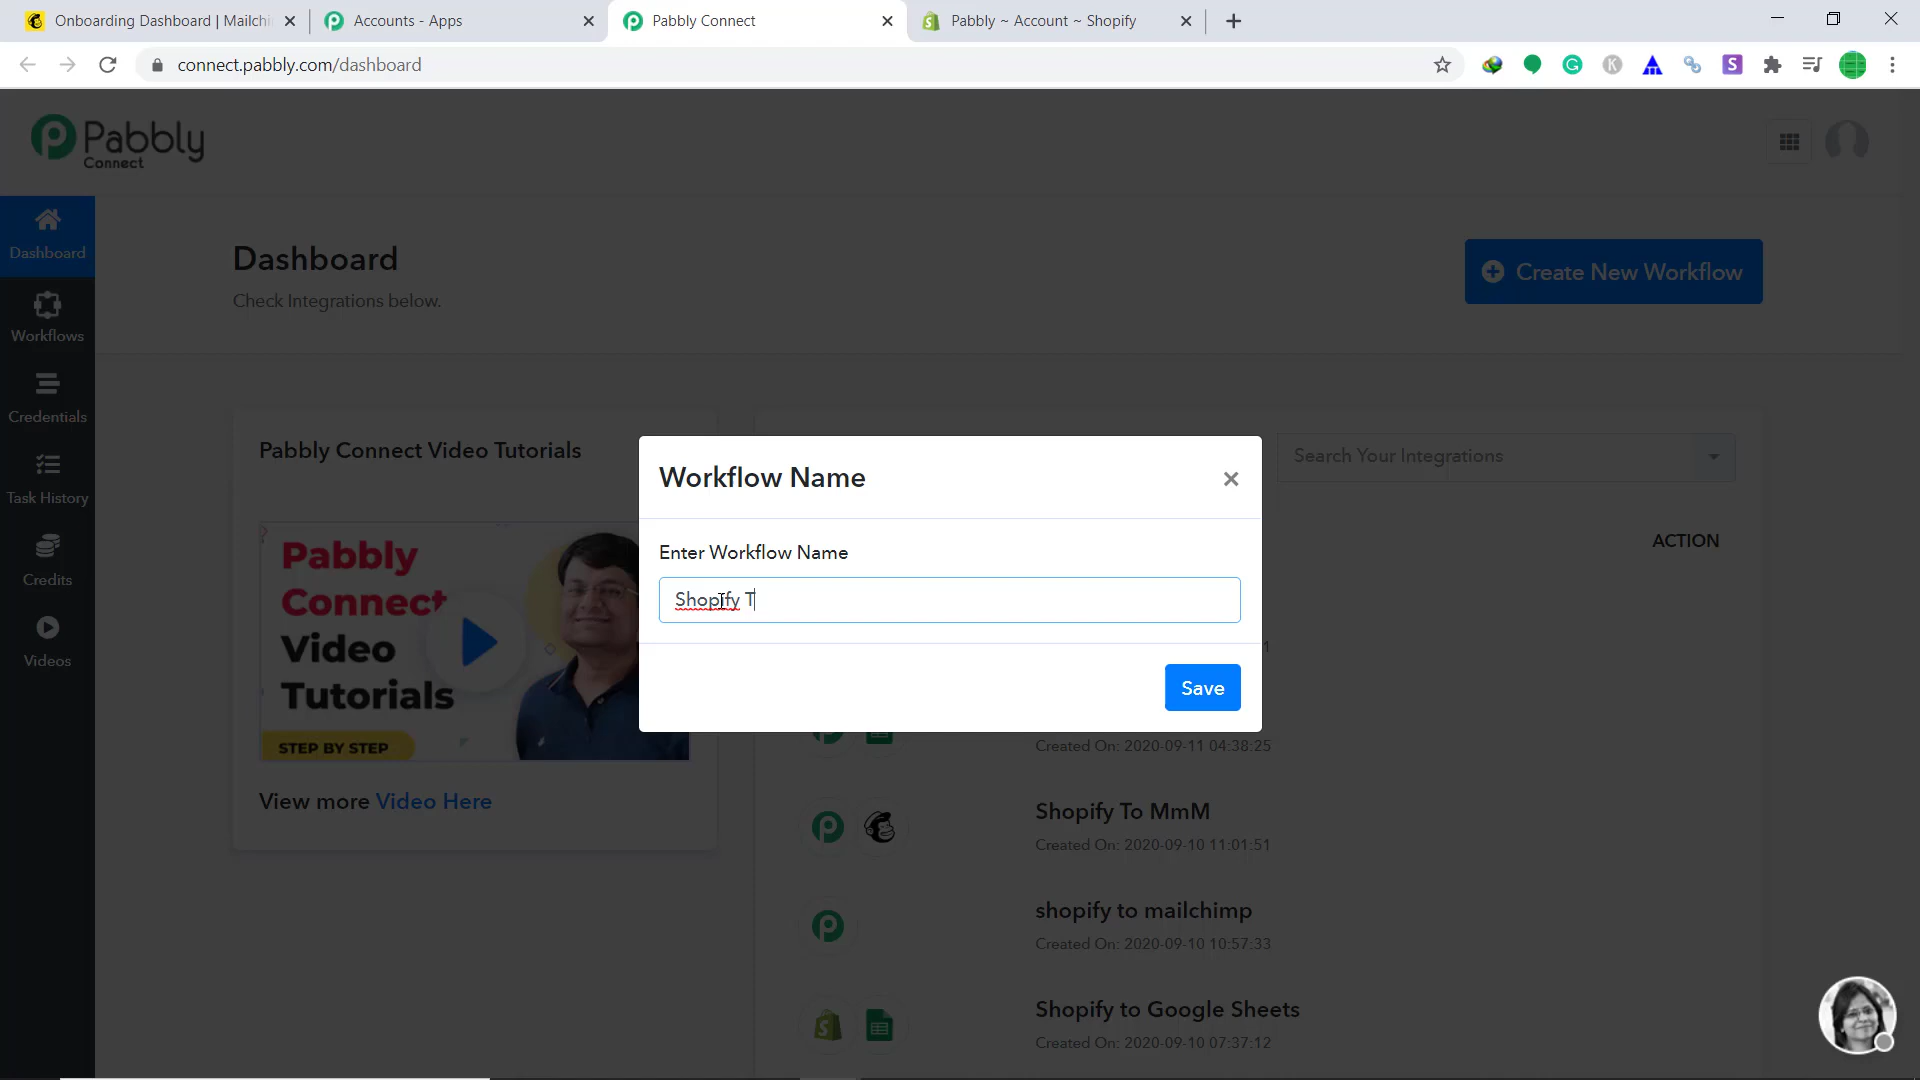 Onboarding Dashboard | Mailchi
Accounts - Apps
Pabbly Connect
Pabbly ~ Account ~ Shopify
connect.pabbly.com/dashboard
Pabbly
Connect
Dashboard
Workflows
Credentials
Task History
Credits
Videos
Dashboard
Check Integrations below.
Create New Workflow
Pabbly Connect Video Tutorials
Pabbly
Connect
Video
Tutorials
STEP BY STEP
View more Video Here
Workflow Name
Enter Workflow Name
Shopify T
Save
Search Your Integrations
ACTION
1
Created On: 2020-09-11 04:38:25
Shopify To MmM
Created On: 2020-09-10 11:01:51
shopify to mailchimp
Created On: 2020-09-10 10:57:33
Shopify to Google Sheets
Created On: 2020-09-10 07:37:12